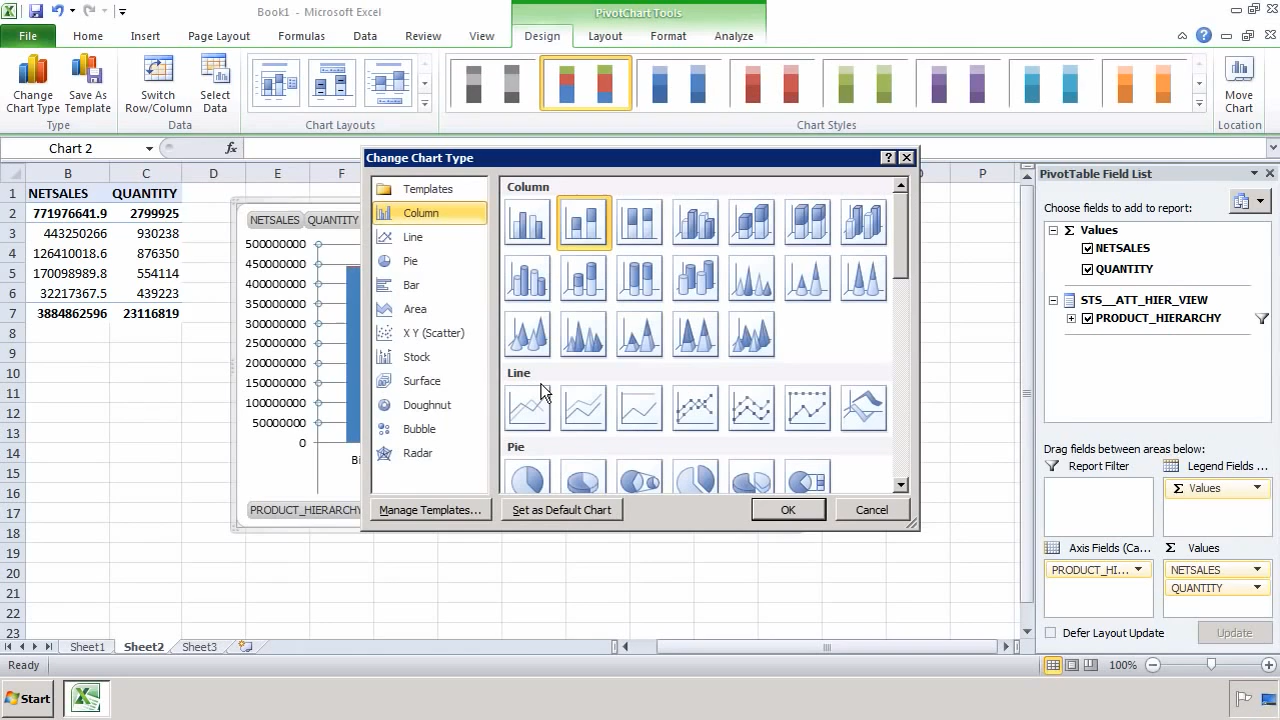 Book1 - Microsoft Excel
PivotChart Tools
File Home Insert Page Layout Formulas Data Review View Design Layout Format Analyze
Change Chart Type
Save As Template
Switch Row/Column
Select Data
Move Chart
Type Data Chart Layouts Chart Styles Location
Chart 2 fx
Change Chart Type
PivotTable Field List
B C D E F P
1 NETSALES QUANTITY
2 771976641.9 2799925
3 443250266 930238
4 126410018.6 876350
5 170098989.8 554114
6 32217367.5 439223
7 3884862596 23116819
8
9
10
11
12
13
14
15
16
17
18
19
20
21
22
23
NETSALES QUANTITY
500000000
450000000
400000000
350000000
300000000
250000000
200000000
150000000
100000000
50000000
0
PRODUCT_HIERARCHY
Templates
Column
Line
Pie
Bar
Area
X Y (Scatter)
Stock
Surface
Doughnut
Bubble
Radar
Column
Line
Pie
Manage Templates... Set as Default Chart OK Cancel
Choose fields to add to report:
Σ Values
NETSALES
QUANTITY
STS__ATT_HIER_VIEW
PRODUCT_HIERARCHY
Drag fields between areas below:
Report Filter Legend Fields ...
Σ Values
Axis Fields (Ca... Σ Values
PRODUCT_HI... NETSALES
QUANTITY
Defer Layout Update Update
Sheet1 Sheet2 Sheet3
Ready 100%
Start